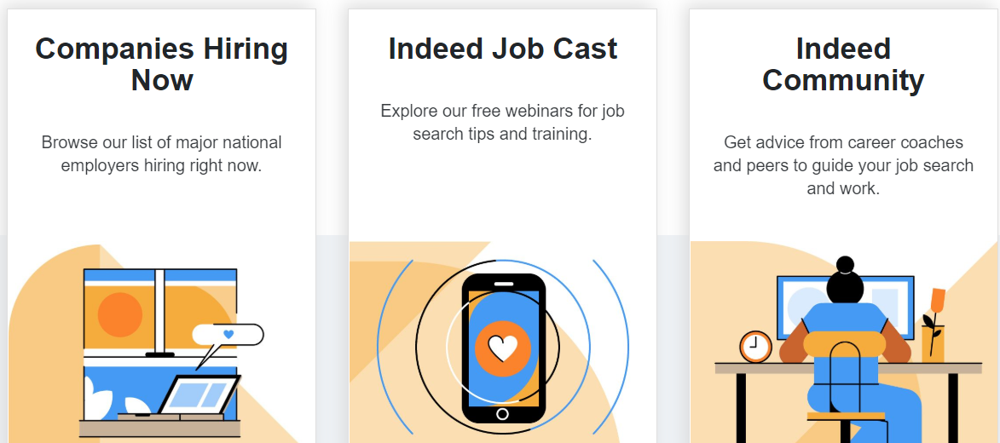 Companies Hiring
Now
Browse our list of major national
employers hiring right now.
Indeed Job Cast
Explore our free webinars for job
search tips and training.
Indeed
Community
Get advice from career coaches
and peers to guide your job search
and work.